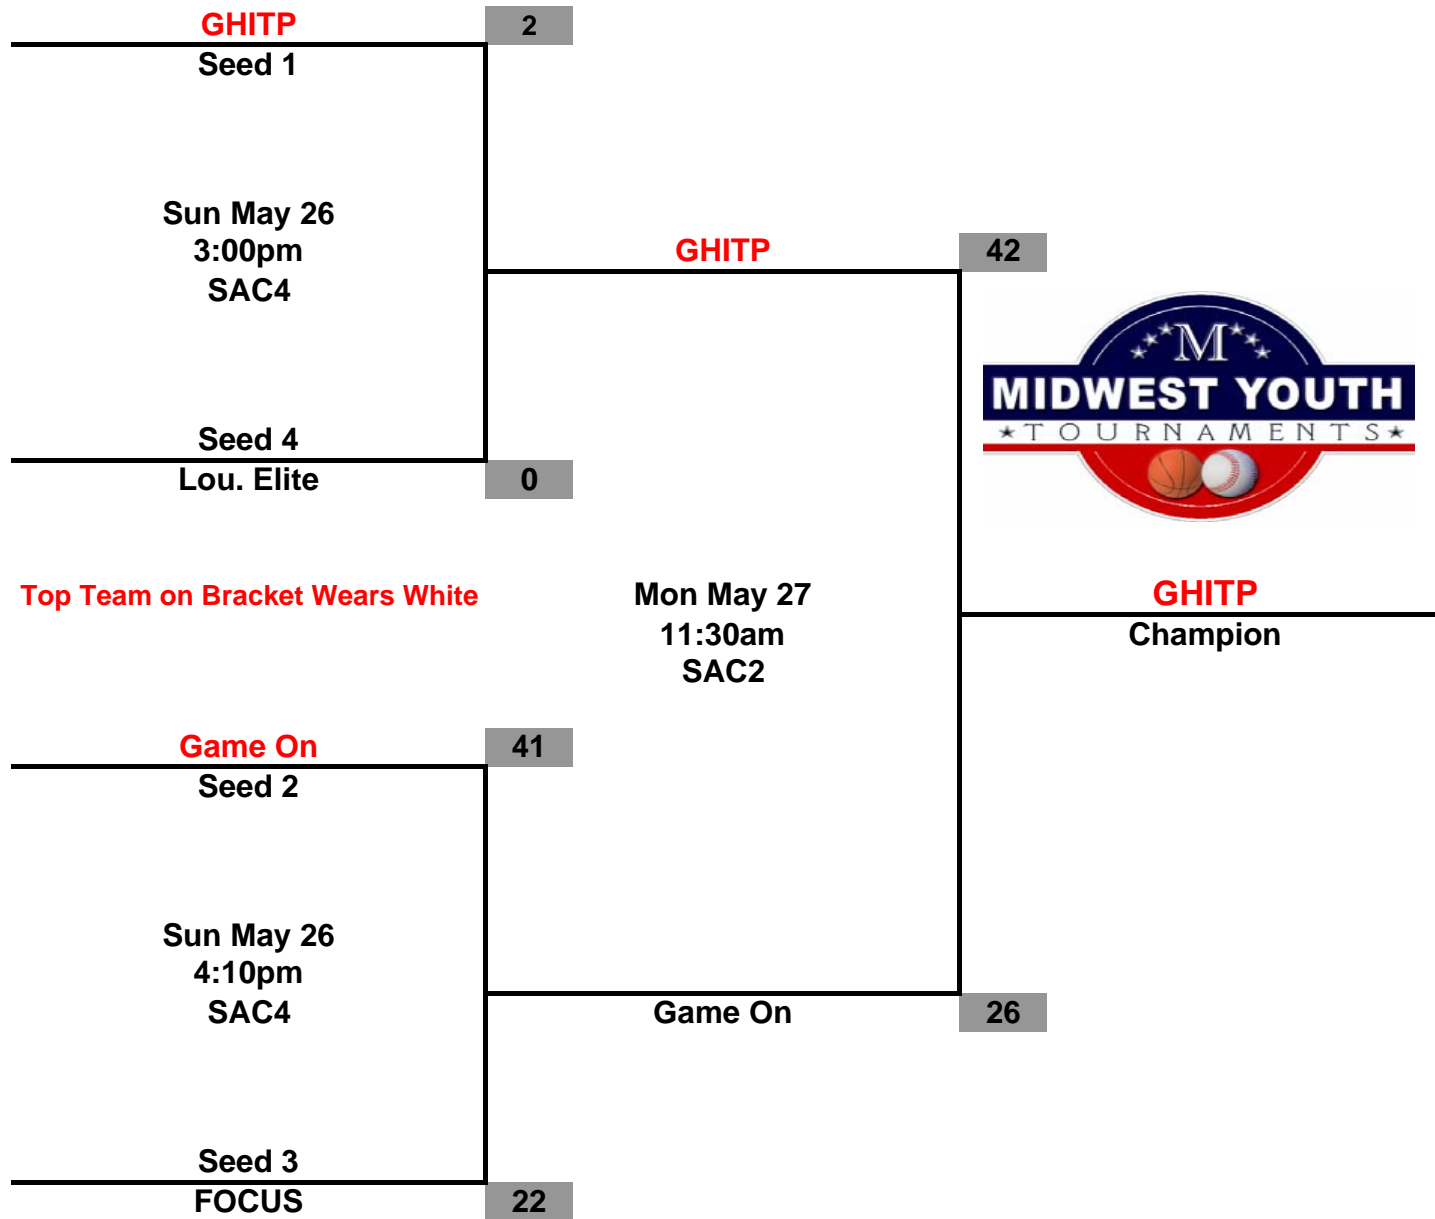 GHITP 2
Seed 1
Sun May 26
3:00pm
SAC4
Seed 4
Lou. Elite 0
GHITP 42
M
MIDWEST YOUTH
TOURNAMENTS
Top Team on Bracket Wears White
Mon May 27
11:30am
SAC2
GHITP
Champion
Game On 41
Seed 2
Sun May 26
4:10pm
SAC4
Game On 26
Seed 3
FOCUS 22